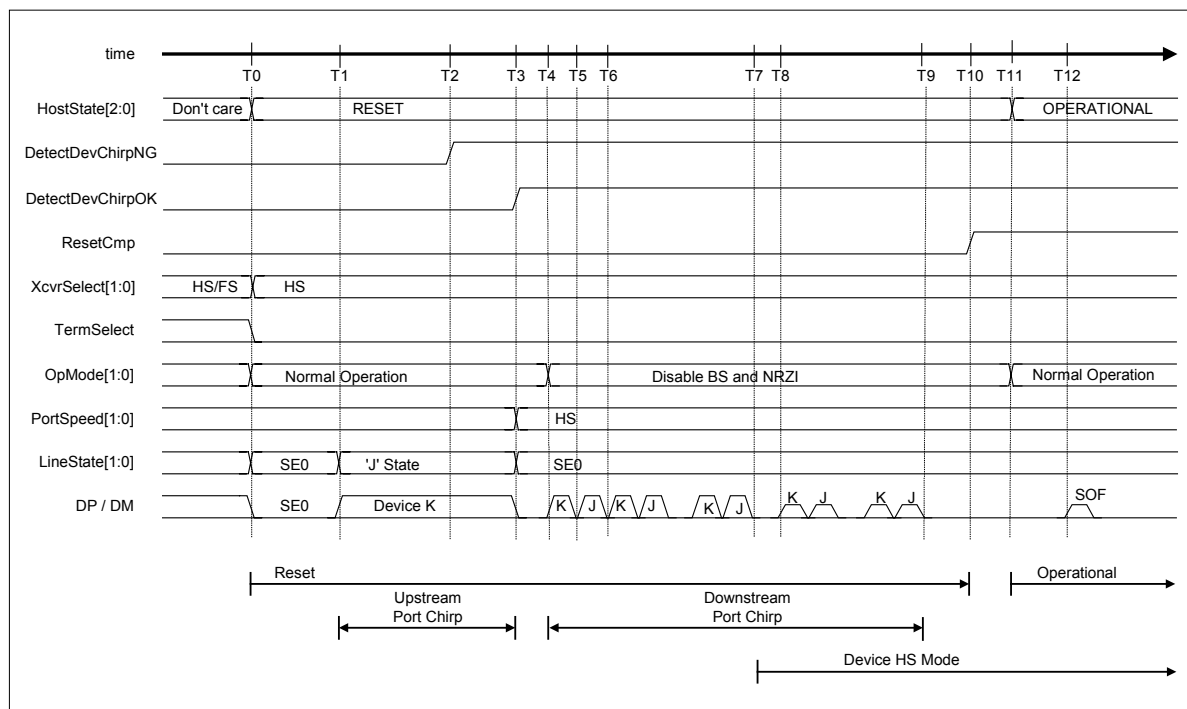 time
T0 T1 T2 T3 T4 T5 T6 T7 T8 T9 T10 T11 T12
HostState[2:0] Don't care RESET OPERATIONAL
DetectDevChirpNG
DetectDevChirpOK
ResetCmp
XcvrSelect[1:0] HS/FS HS
TermSelect
OpMode[1:0] Normal Operation Disable BS and NRZI Normal Operation
PortSpeed[1:0] HS
LineState[1:0] SE0 'J' State SE0
DP / DM SE0 Device K K J K J K J K J K J SOF
Reset Operational
Upstream Downstream
Port Chirp Port Chirp
Device HS Mode